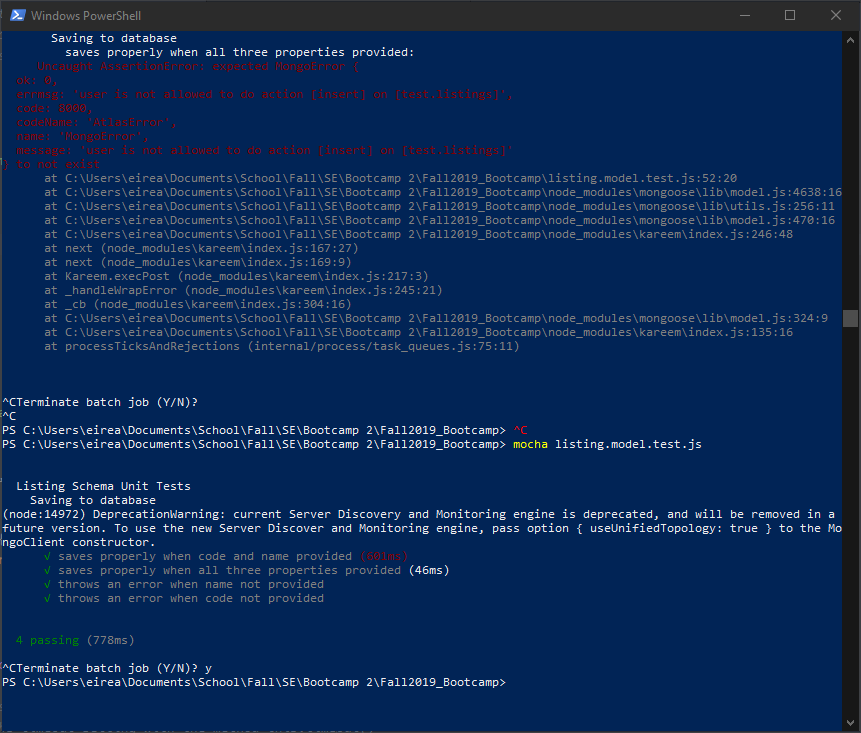 Windows PowerShell
Saving to database
saves properly when all three properties provided:
Uncaught AssertionError: expected MongoError {
ok: 0,
errmsg: 'user is not allowed to do action [insert] on [test.listings]',
code: 8000,
codeName: 'AtlasError',
name: 'MongoError',
message: 'user is not allowed to do action [insert] on [test.listings]'
} to not exist
at C:\Users\eirea\Documents\School\Fall\SE\Bootcamp 2\Fall2019_Bootcamp\listing.model.test.js:52:20
at C:\Users\eirea\Documents\School\Fall\SE\Bootcamp 2\Fall2019_Bootcamp\node_modules\mongoose\lib\model.js:4638:16
at C:\Users\eirea\Documents\School\Fall\SE\Bootcamp 2\Fall2019_Bootcamp\node_modules\mongoose\lib\utils.js:256:11
at C:\Users\eirea\Documents\School\Fall\SE\Bootcamp 2\Fall2019_Bootcamp\node_modules\mongoose\lib\model.js:470:16
at C:\Users\eirea\Documents\School\Fall\SE\Bootcamp 2\Fall2019_Bootcamp\node_modules\kareem\index.js:246:48
at next (node_modules\kareem\index.js:167:27)
at next (node_modules\kareem\index.js:169:9)
at Kareem.execPost (node_modules\kareem\index.js:217:3)
at _handleWrapError (node_modules\kareem\index.js:245:21)
at _cb (node_modules\kareem\index.js:304:16)
at C:\Users\eirea\Documents\School\Fall\SE\Bootcamp 2\Fall2019_Bootcamp\node_modules\mongoose\lib\model.js:324:9
at C:\Users\eirea\Documents\School\Fall\SE\Bootcamp 2\Fall2019_Bootcamp\node_modules\kareem\index.js:135:16
at processTicksAndRejections (internal/process/task_queues.js:75:11)
^CTerminate batch job (Y/N)?
^C
PS C:\Users\eirea\Documents\School\Fall\SE\Bootcamp 2\Fall2019_Bootcamp> ^C
PS C:\Users\eirea\Documents\School\Fall\SE\Bootcamp 2\Fall2019_Bootcamp> mocha listing.model.test.js
Listing Schema Unit Tests
Saving to database
(node:14972) DeprecationWarning: current Server Discovery and Monitoring engine is deprecated, and will be removed in a
future version. To use the new Server Discover and Monitoring engine, pass option { useUnifiedTopology: true } to the Mo
ngoClient constructor.
√ saves properly when code and name provided (601ms)
√ saves properly when all three properties provided (46ms)
√ throws an error when name not provided
√ throws an error when code not provided
4 passing (778ms)
^CTerminate batch job (Y/N)? y
PS C:\Users\eirea\Documents\School\Fall\SE\Bootcamp 2\Fall2019_Bootcamp>